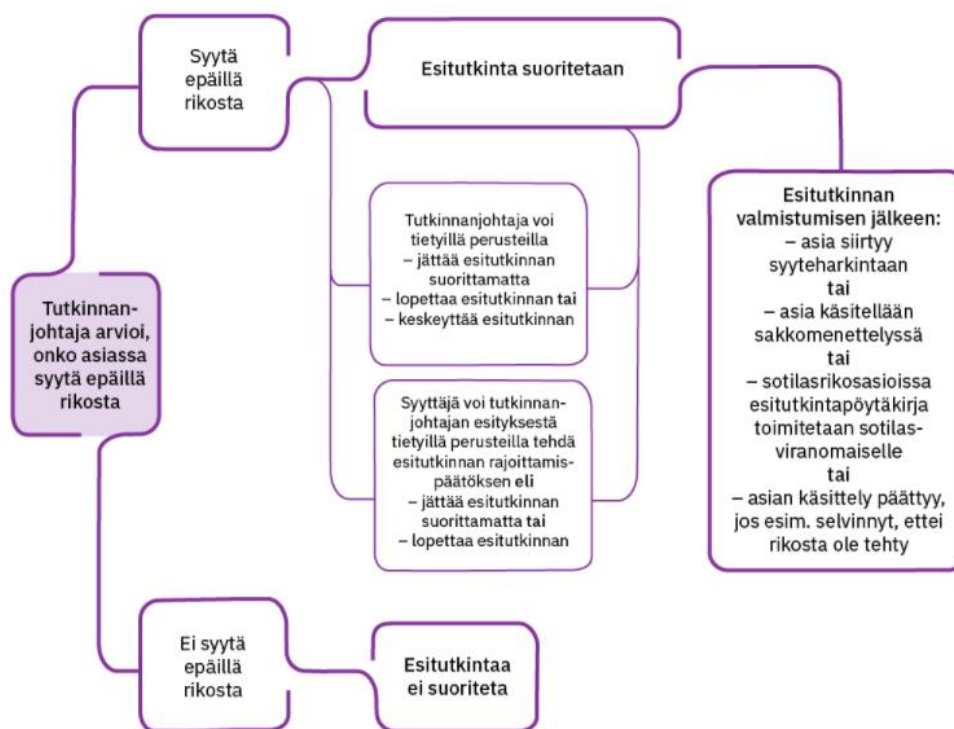 Syytä
epäillä
rikosta
Esitutkinta suoritetaan
Tutkinnanjohtaja voi
tietyillä perusteilla
– jättää esitutkinnan
suorittamatta
– lopettaa esitutkinnan tai
– keskeyttää esitutkinnan
Esitutkinnan
valmistumisen jälkeen:
– asia siirtyy
syyteharkintaan
tai
– asia käsitellään
sakkomenettelyssä
tai
– sotilasrikosasioissa
esitutkintapöytäkirja
toimitetaan sotilas-
viranomaiselle
tai
– asian käsittely päättyy,
jos esim. selvinnyt, ettei
rikosta ole tehty
Tutkinnan-
johtaja arvioi,
onko asiassa
syytä epäillä
rikosta
Syyttäjä voi tutkinnan-
johtajan esityksestä
tietyillä perusteilla tehdä
esitutkinnan rajoittamis-
päätöksen eli
– jättää esitutkinnan
suorittamatta tai
– lopettaa esitutkinnan
Ei syytä
epäillä
rikosta
Esitutkintaa
ei suoriteta